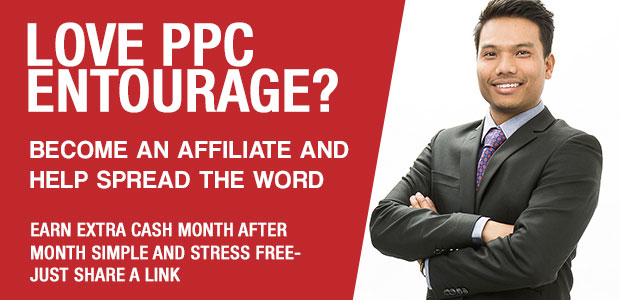 LOVE PPC
ENTOURAGE?
BECOME AN AFFILIATE AND
HELP SPREAD THE WORD
EARN EXTRA CASH MONTH AFTER
MONTH SIMPLE AND STRESS FREE-
JUST SHARE A LINK